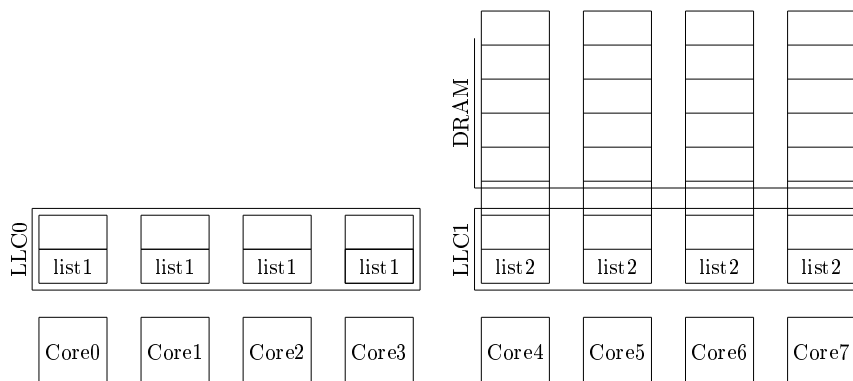 DRAM
LLC0
list1
list1
list1
list1
LLC1
list2
list2
list2
list2
Core0
Core1
Core2
Core3
Core4
Core5
Core6
Core7